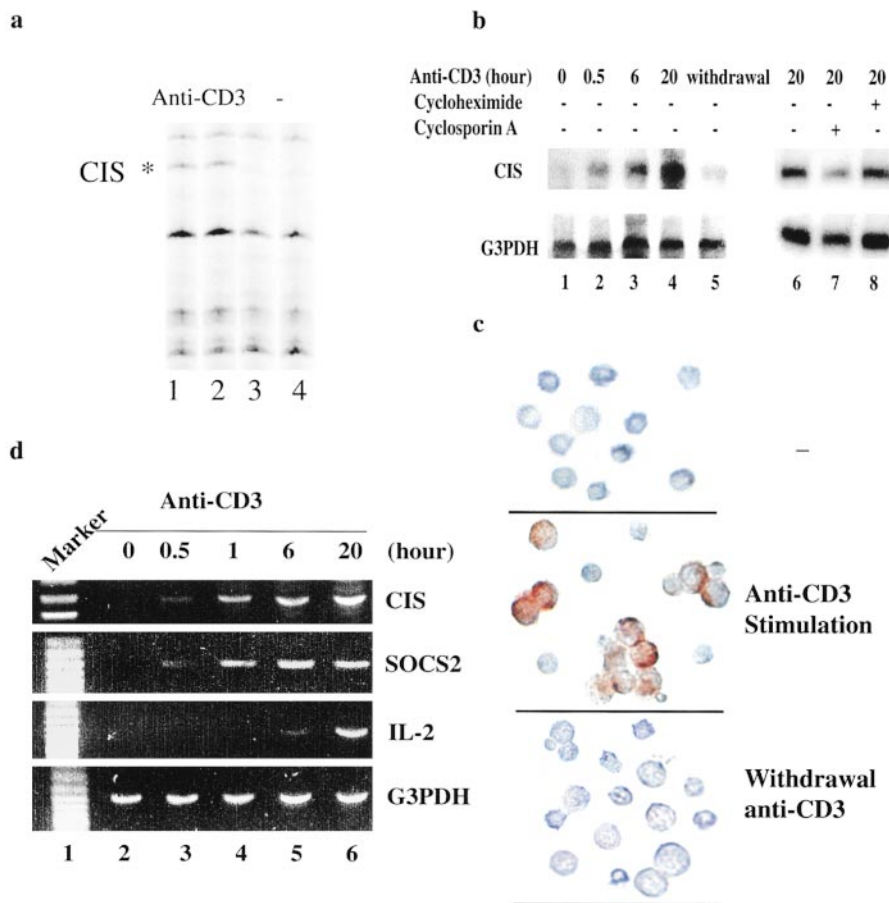 a
Anti-CD3 -
CIS *
1 2 3 4
b
Anti-CD3 (hour) 0 0.5 6 20 withdrawal 20 20 20
Cycloheximide - - - - - - - +
Cyclosporin A - - - - - - + -
CIS
G3PDH
1 2 3 4 5 6 7 8
c
–
Anti-CD3
Stimulation
Withdrawal
anti-CD3
d
Anti-CD3
Marker 0 0.5 1 6 20 (hour)
CIS
SOCS2
IL-2
G3PDH
1 2 3 4 5 6